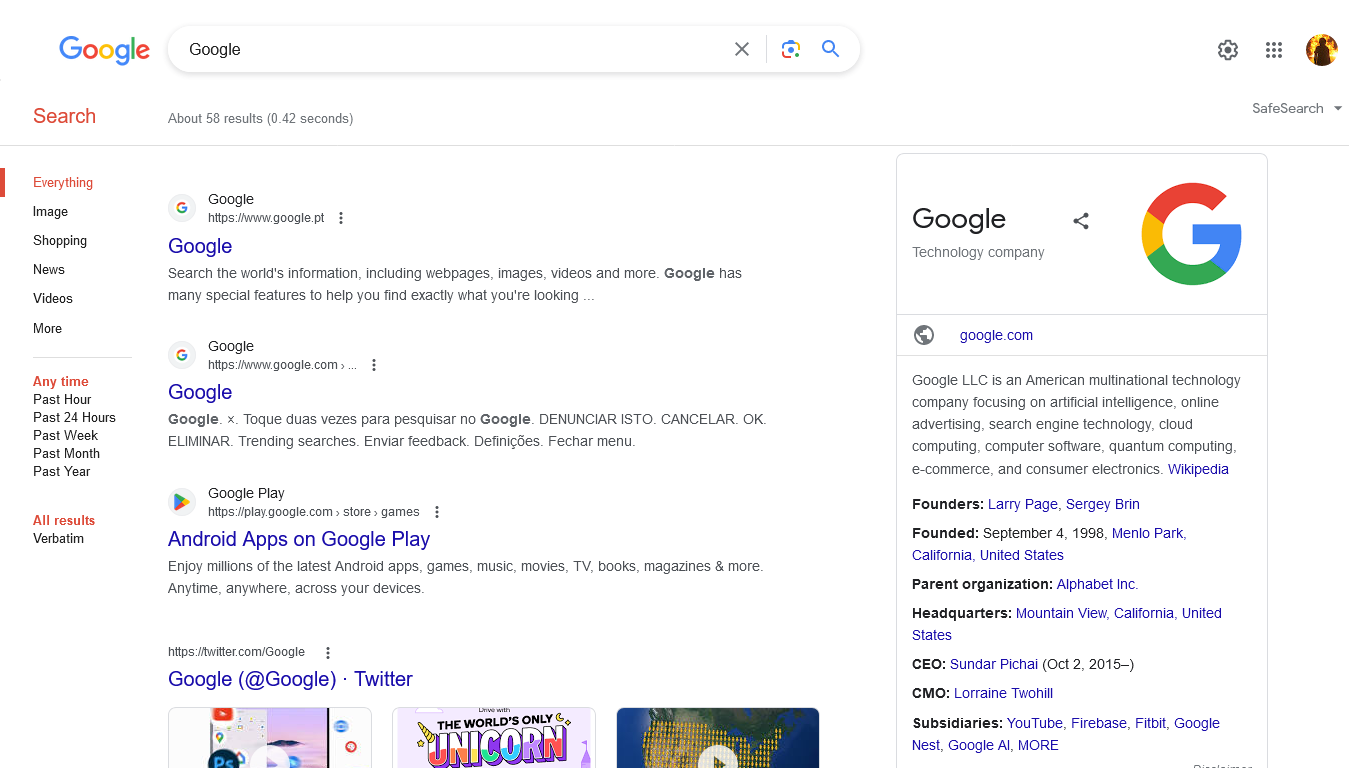 Google
Google
Search
About 58 results (0.42 seconds)
SafeSearch
Everything
Image
Shopping
News
Videos
More
Any time
Past Hour
Past 24 Hours
Past Week
Past Month
Past Year
All results
Verbatim
Google
https://www.google.pt
Google
Search the world's information, including webpages, images, videos and more. Google has
many special features to help you find exactly what you're looking ...
Google
https://www.google.com › ...
Google
Google. ×. Toque duas vezes para pesquisar no Google. DENUNCIAR ISTO. CANCELAR. OK.
ELIMINAR. Trending searches. Enviar feedback. Definições. Fechar menu.
Google Play
https://play.google.com › store › games
Android Apps on Google Play
Enjoy millions of the latest Android apps, games, music, movies, TV, books, magazines & more.
Anytime, anywhere, across your devices.
https://twitter.com/Google
Google (@Google) · Twitter
Ps
Drive with
THE WORLD'S ONLY
UNICORN
Google
Technology company
google.com
Google LLC is an American multinational technology
company focusing on artificial intelligence, online
advertising, search engine technology, cloud
computing, computer software, quantum computing,
e-commerce, and consumer electronics. Wikipedia
Founders: Larry Page, Sergey Brin
Founded: September 4, 1998, Menlo Park,
California, United States
Parent organization: Alphabet Inc.
Headquarters: Mountain View, California, United
States
CEO: Sundar Pichai (Oct 2, 2015–)
CMO: Lorraine Twohill
Subsidiaries: YouTube, Firebase, Fitbit, Google
Nest, Google AI, MORE
Disclaimer